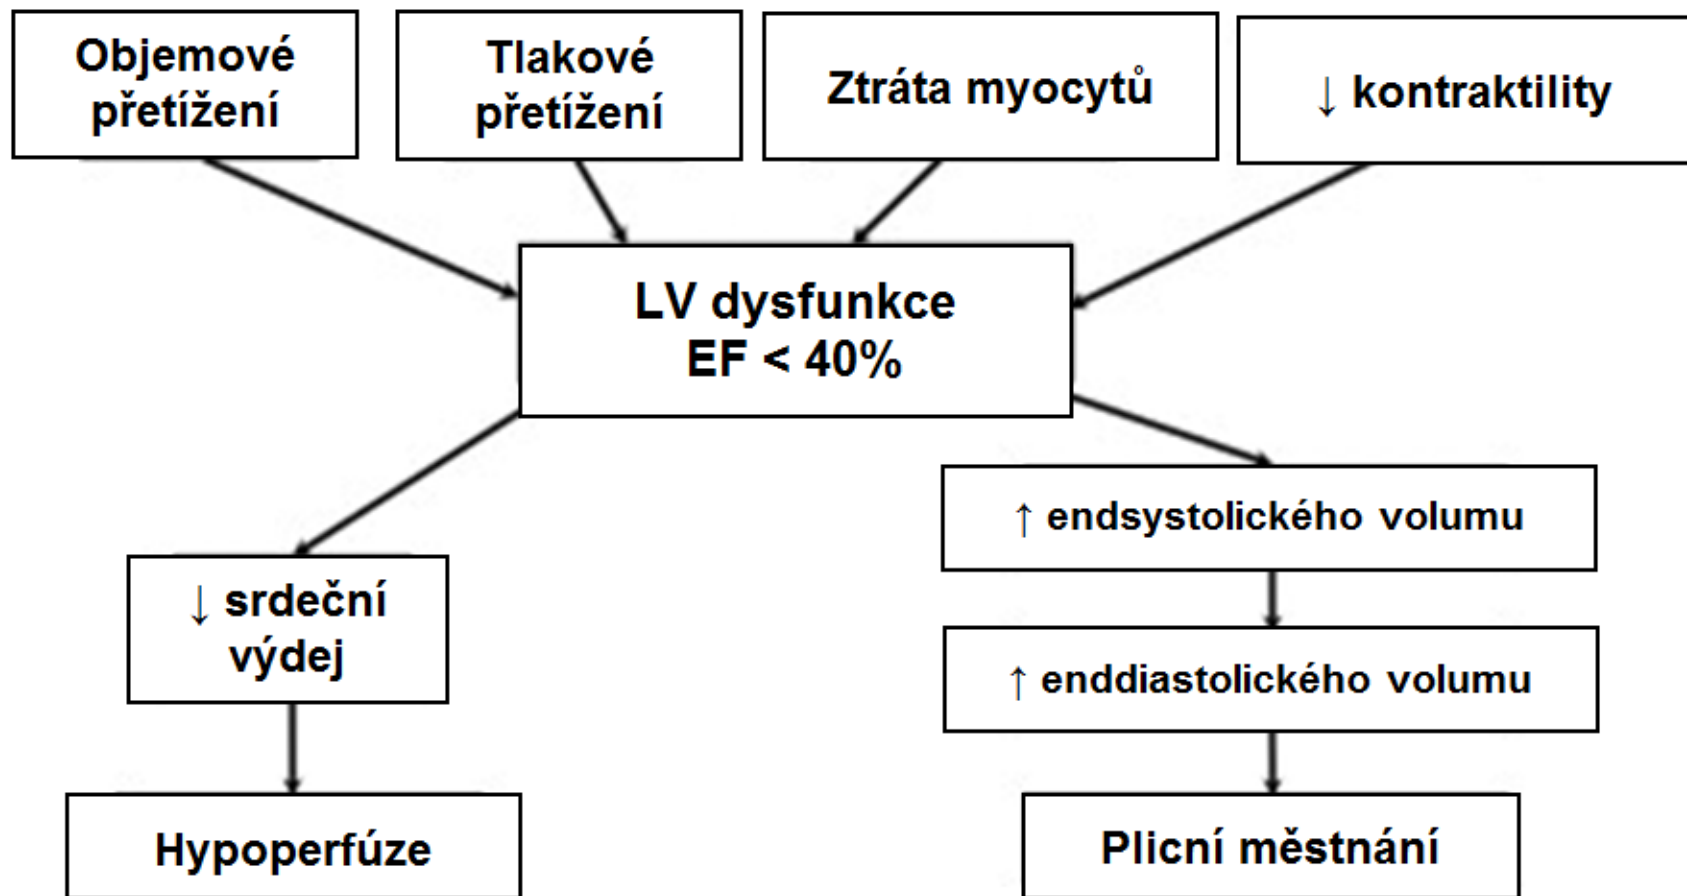 Objemové
přetížení
Tlakové
přetížení
Ztráta myocytů
↓ kontraktility
LV dysfunkce
EF < 40%
↑ endsystolického volumu
↓ srdeční
výdej
↑ enddiastolického volumu
Hypoperfúze
Plicní městnání